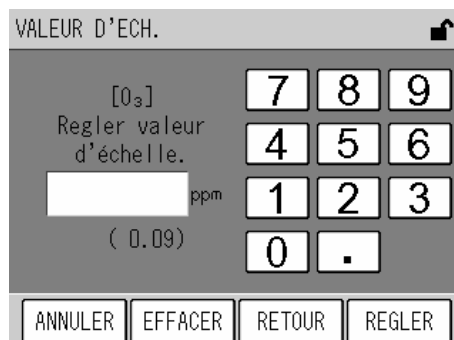 VALEUR D'ECH.
[O₃]
Regler valeur
d'échelle.
ppm
( 0.09)
7 8 9
4 5 6
1 2 3
0 .
ANNULER EFFACER RETOUR REGLER